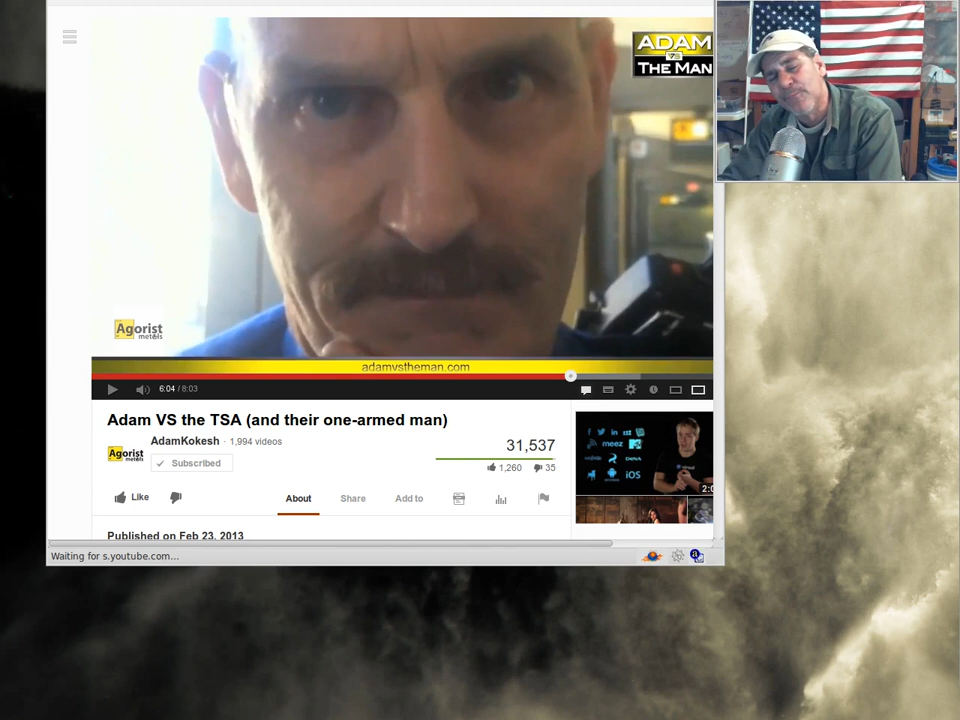 ADAM
VS
THE MAN
Agorist
metals
adamvstheman.com
6:04 / 8:03
Adam VS the TSA (and their one-armed man)
Agorist
metals
AdamKokesh · 1,994 videos
Subscribed
31,537
1,260 35
Like
About Share Add to
Published on Feb 23, 2013
meez
iOS
2:0
Waiting for s.youtube.com...